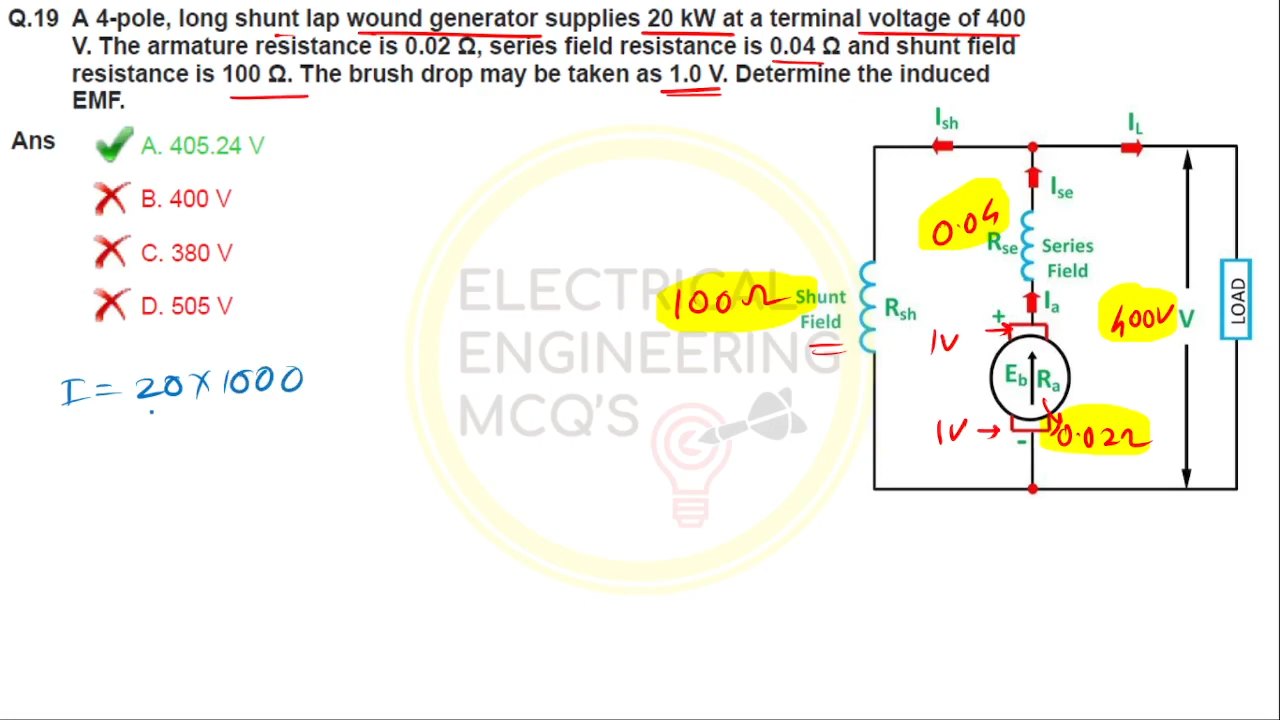 Q.19 A 4-pole, long shunt lap wound generator supplies 20 kW at a terminal voltage of 400
V. The armature resistance is 0.02 Ω, series field resistance is 0.04 Ω and shunt field
resistance is 100 Ω. The brush drop may be taken as 1.0 V. Determine the induced
EMF.
Ans
A. 405.24 V
B. 400 V
C. 380 V
D. 505 V
I = 20 × 1000
ELECTRICAL
ENGINEERING
MCQ'S
Ish
IL
Ise
0.04
Rse
Series
Field
100Ω
Shunt
Field
Rsh
Ia
+
1V
400V
V
LOAD
Eb
Ra
1V
-
0.02Ω